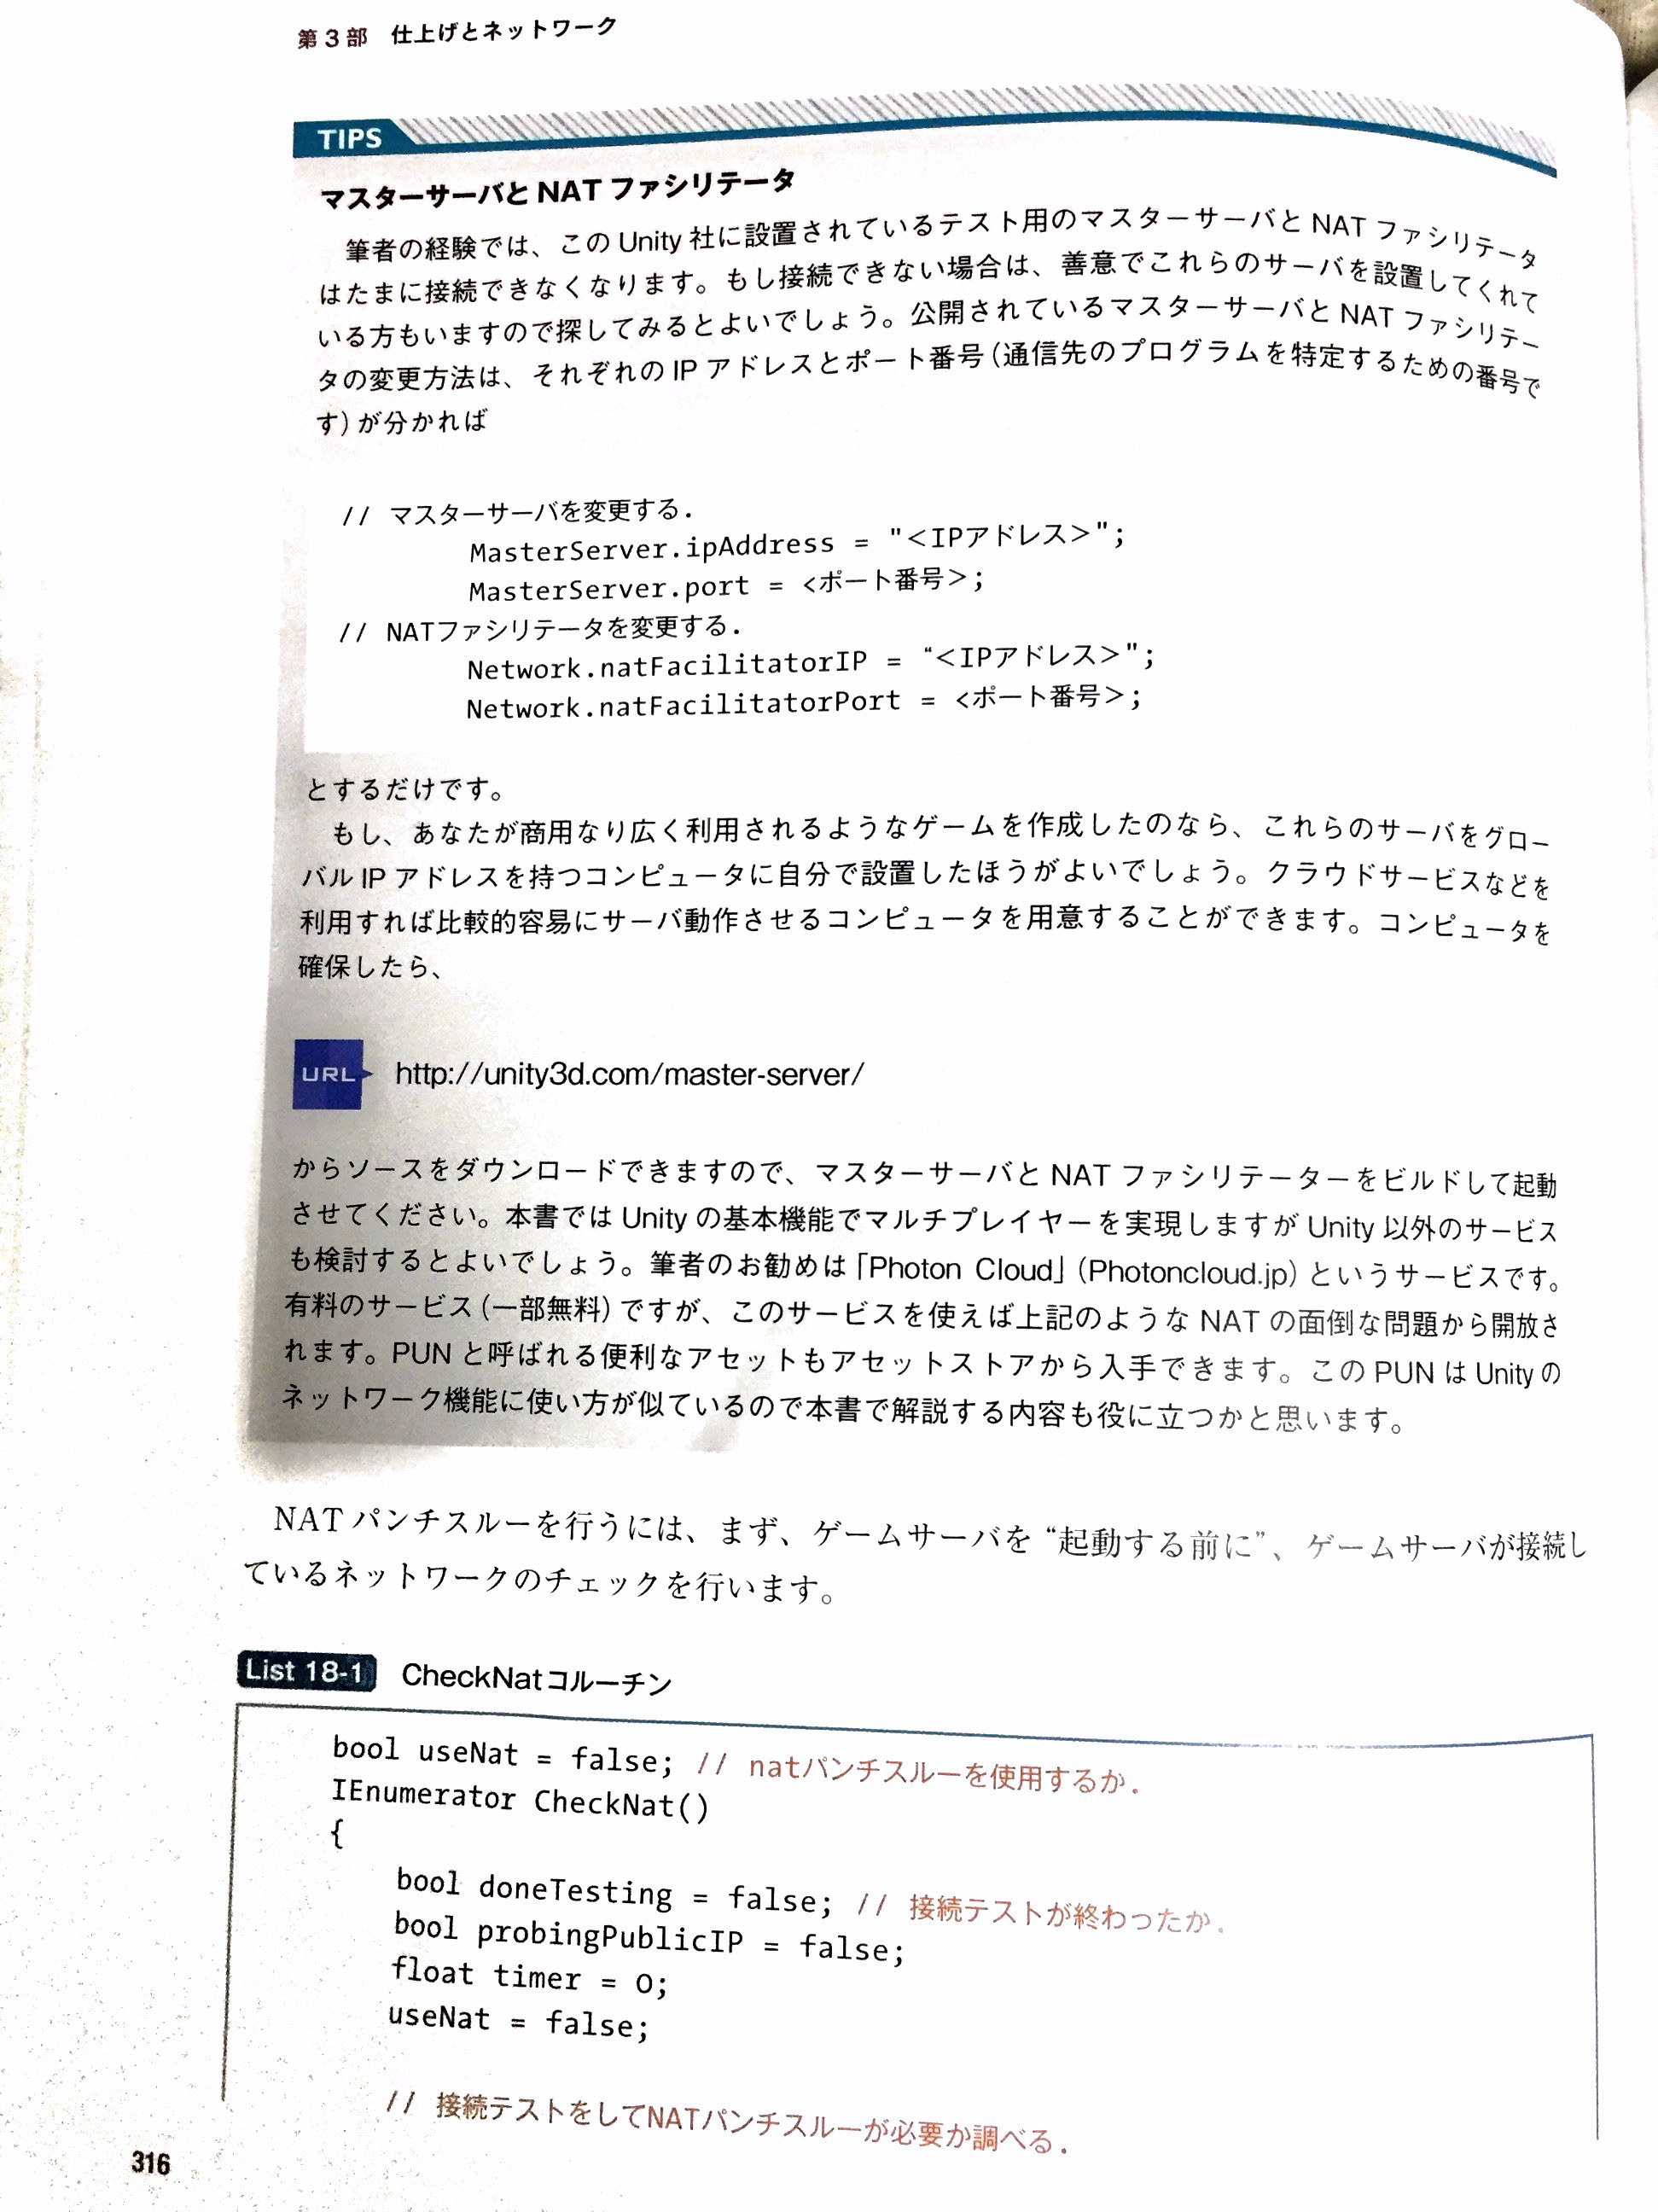 第3部 仕上げとネットワーク
TIPS
マスターサーバとNATファシリテータ
筆者の経験では、このUnity社に設置されているテスト用のマスターサーバとNATファシリテータ
はたまに接続できなくなります。もし接続できない場合は、善意でこれらのサーバを設置してくれて
いる方もいますので探してみるとよいでしょう。公開されているマスターサーバとNATファシリテー
タの変更方法は、それぞれのIPアドレスとポート番号(通信先のプログラムを特定するための番号で
す)が分かれば
// マスターサーバを変更する.
MasterServer.ipAddress = "<IPアドレス>";
MasterServer.port = <ポート番号>;
// NATファシリテータを変更する.
Network.natFacilitatorIP = “<IPアドレス>";
Network.natFacilitatorPort = <ポート番号>;
とするだけです。
もし、あなたが商用なり広く利用されるようなゲームを作成したのなら、これらのサーバをグロー
バルIPアドレスを持つコンピュータに自分で設置したほうがよいでしょう。クラウドサービスなどを
利用すれば比較的容易にサーバ動作させるコンピュータを用意することができます。コンピュータを
確保したら、
URL http://unity3d.com/master-server/
からソースをダウンロードできますので、マスターサーバとNATファシリテーターをビルドして起動
させてください。本書ではUnityの基本機能でマルチプレイヤーを実現しますがUnity以外のサービス
も検討するとよいでしょう。筆者のお勧めは「Photon Cloud」(Photoncloud.jp)というサービスです。
有料のサービス(一部無料)ですが、このサービスを使えば上記のようなNATの面倒な問題から開放さ
れます。PUNと呼ばれる便利なアセットもアセットストアから入手できます。このPUNはUnityの
ネットワーク機能に使い方が似ているので本書で解説する内容も役に立つかと思います。
NATパンチスルーを行うには、まず、ゲームサーバを“起動する前に”、ゲームサーバが接続し
ているネットワークのチェックを行います。
List 18-1 CheckNatコルーチン
bool useNat = false; // natパンチスルーを使用するか.
IEnumerator CheckNat()
{
bool doneTesting = false; // 接続テストが終わったか.
bool probingPublicIP = false;
float timer = 0;
useNat = false;
// 接続テストをしてNATパンチスルーが必要か調べる.
316